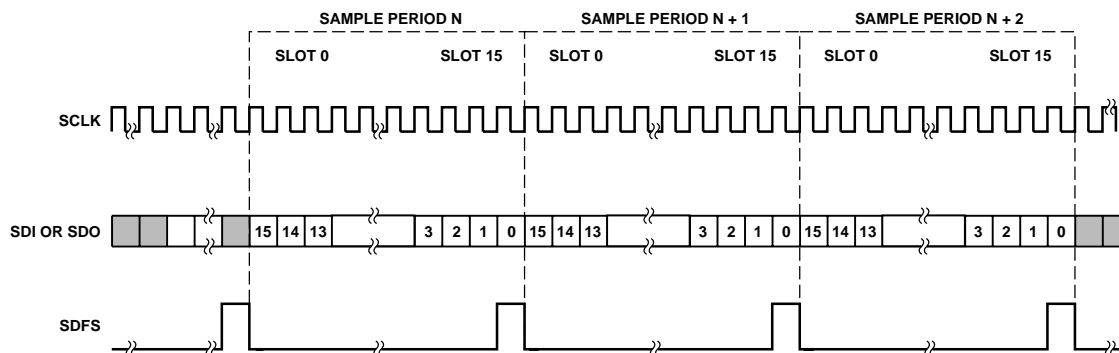 SAMPLE PERIOD N SAMPLE PERIOD N + 1 SAMPLE PERIOD N + 2
SLOT 0 SLOT 15 SLOT 0 SLOT 15 SLOT 0 SLOT 15
SCLK
SDI OR SDO 15 14 13 3 2 1 0 15 14 13 3 2 1 0 15 14 13 3 2 1 0
SDFS